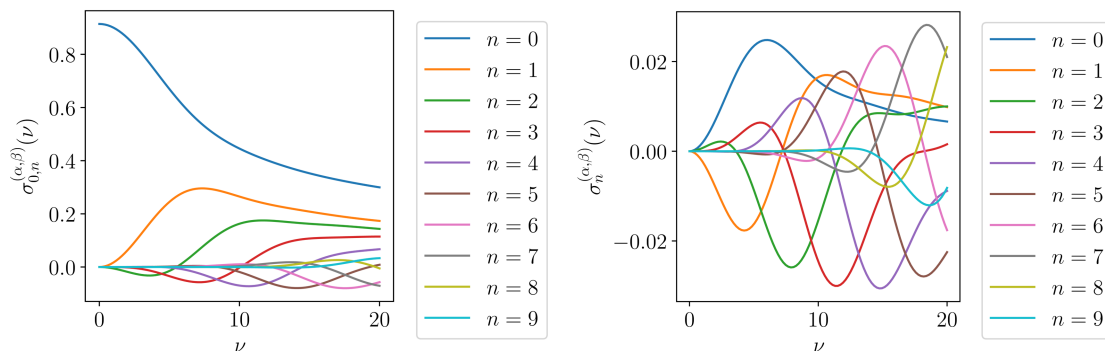 σ_{0,n}^{(α,β)}(ν)
0.8
0.6
0.4
0.2
0.0
0
10
20
ν
n = 0
n = 1
n = 2
n = 3
n = 4
n = 5
n = 6
n = 7
n = 8
n = 9
σ_n^{(α,β)}(ν)
0.02
0.00
−0.02
0
10
20
ν
n = 0
n = 1
n = 2
n = 3
n = 4
n = 5
n = 6
n = 7
n = 8
n = 9